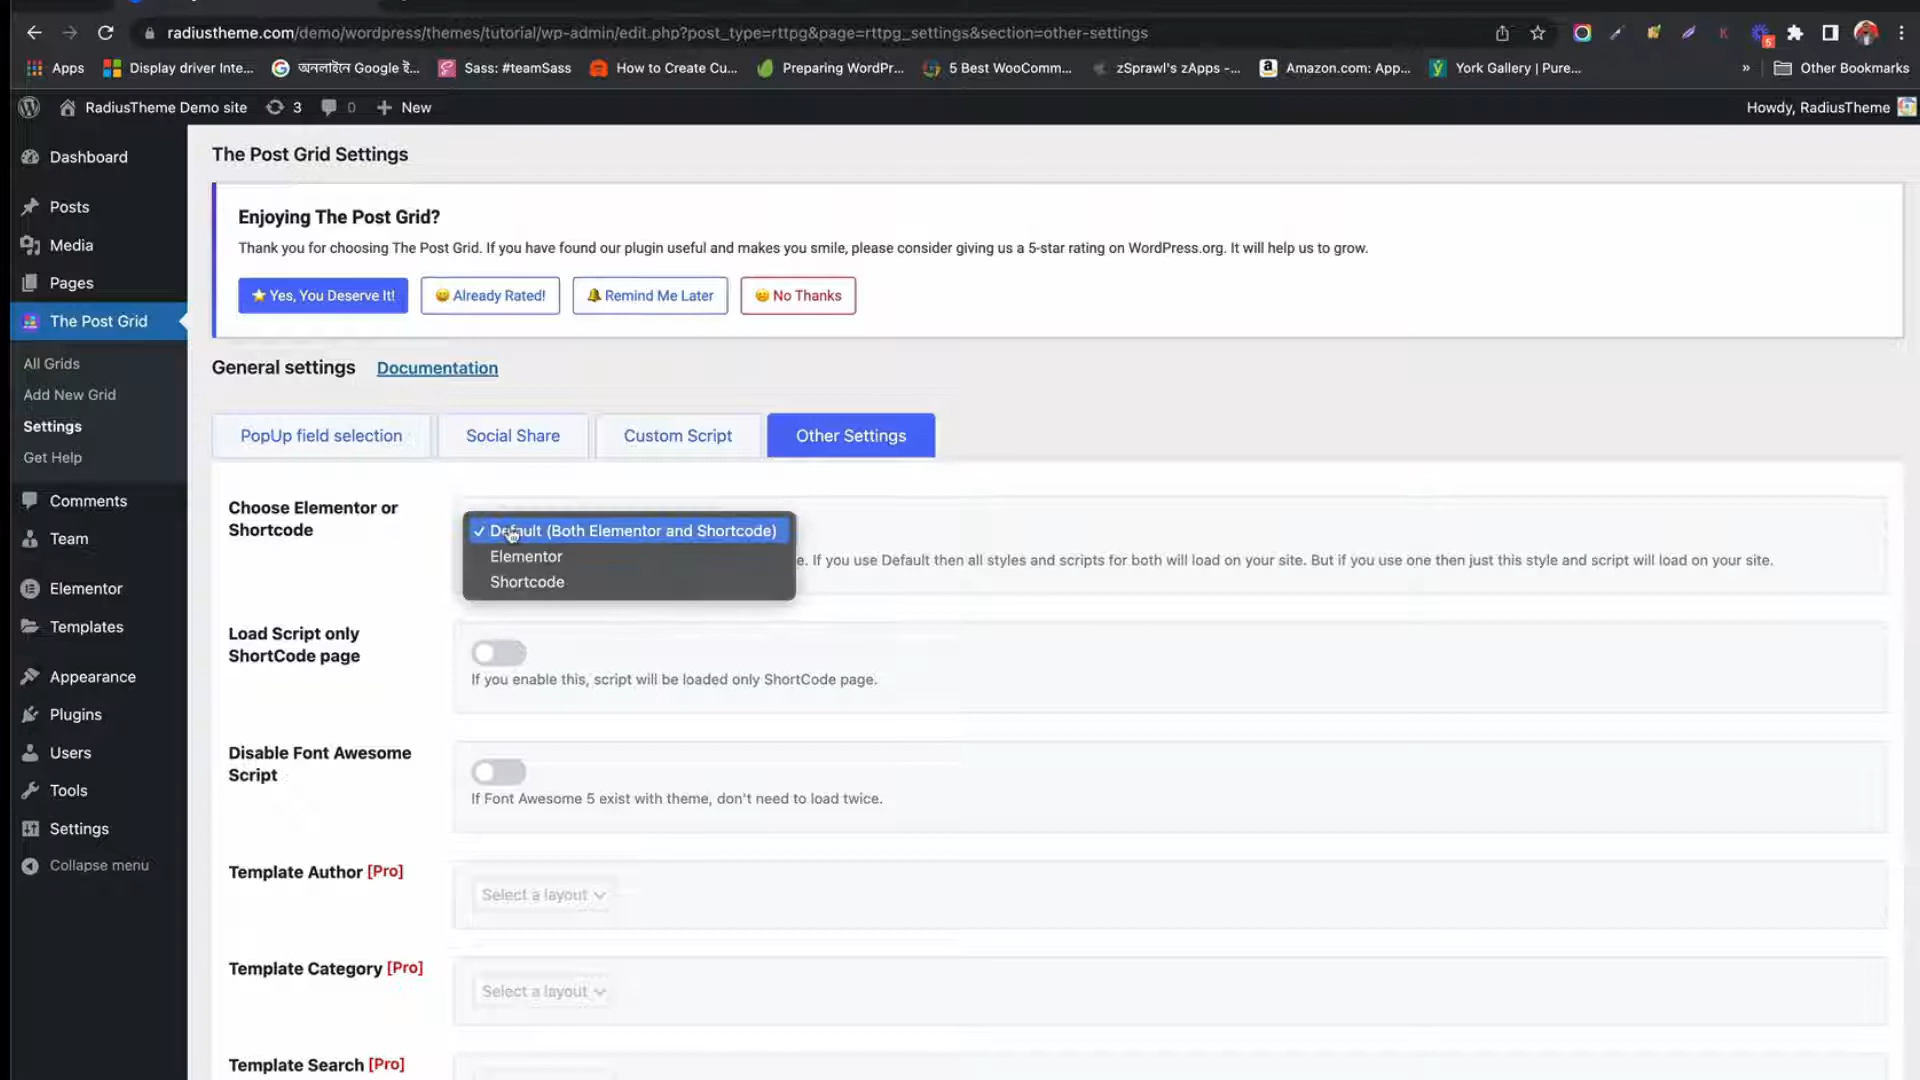 radiustheme.com/demo/wordpress/themes/tutorial/wp-admin/edit.php?post_type=rttpg&page=rttpg_settings&section=other-settings
Apps
Display driver Inte...
অনলাইনে Google ই...
Sass: #teamSass
How to Create Cu...
Preparing WordPr...
5 Best WooComm...
zSprawl's zApps -...
Amazon.com: App...
York Gallery | Pure...
»
Other Bookmarks
RadiusTheme Demo site
3
0
New
Howdy, RadiusTheme
5
Dashboard
Posts
Media
Pages
The Post Grid
All Grids
Add New Grid
Settings
Get Help
Comments
Team
Elementor
Templates
Appearance
Plugins
Users
Tools
Settings
Collapse menu
The Post Grid Settings
Enjoying The Post Grid?
Thank you for choosing The Post Grid. If you have found our plugin useful and makes you smile, please consider giving us a 5-star rating on WordPress.org. It will help us to grow.
Yes, You Deserve It!
Already Rated!
Remind Me Later
No Thanks
General settings
Documentation
PopUp field selection
Social Share
Custom Script
Other Settings
Choose Elementor or
Shortcode
✓ Default (Both Elementor and Shortcode)
Elementor
Shortcode
e. If you use Default then all styles and scripts for both will load on your site. But if you use one then just this style and script will load on your site.
Load Script only
ShortCode page
If you enable this, script will be loaded only ShortCode page.
Disable Font Awesome
Script
If Font Awesome 5 exist with theme, don't need to load twice.
Template Author [Pro]
Select a layout
Template Category [Pro]
Select a layout
Template Search [Pro]